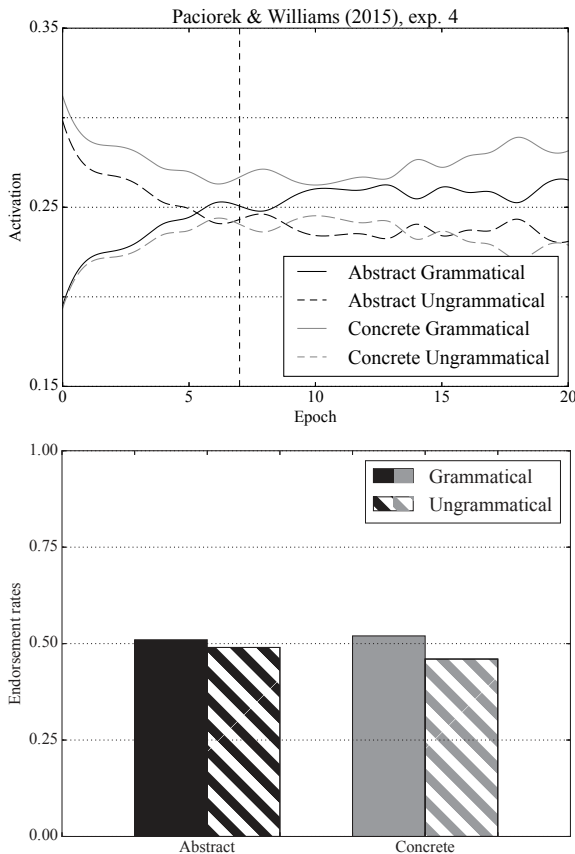 Paciorek & Williams (2015), exp. 4
0.35
0.25
0.15
Activation
Abstract Grammatical
Abstract Ungrammatical
Concrete Grammatical
Concrete Ungrammatical
0 5 10 15 20
Epoch
1.00
0.75
0.50
0.25
0.00
Endorsement rates
Grammatical
Ungrammatical
Abstract Concrete